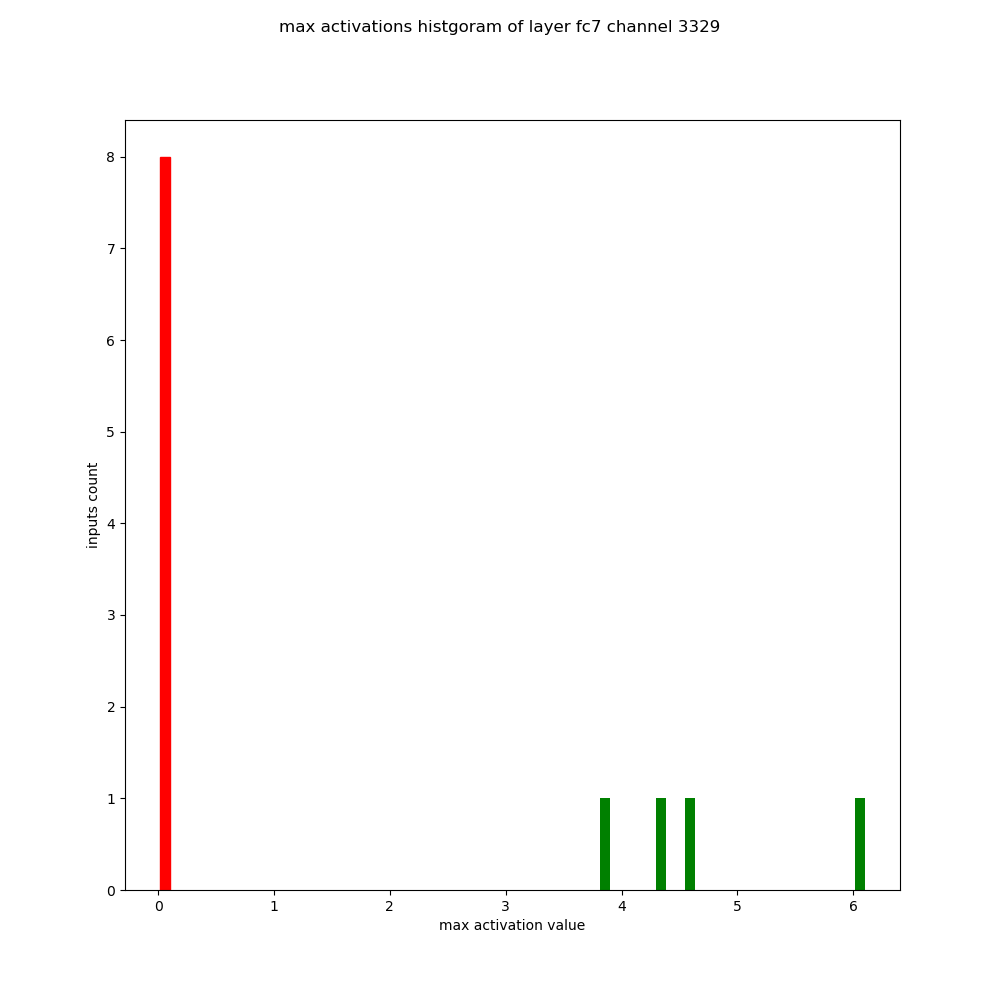 max activations histgoram of layer fc7 channel 3329
8
7
6
5
4
3
2
1
0
inputs count
0 1 2 3 4 5 6
max activation value